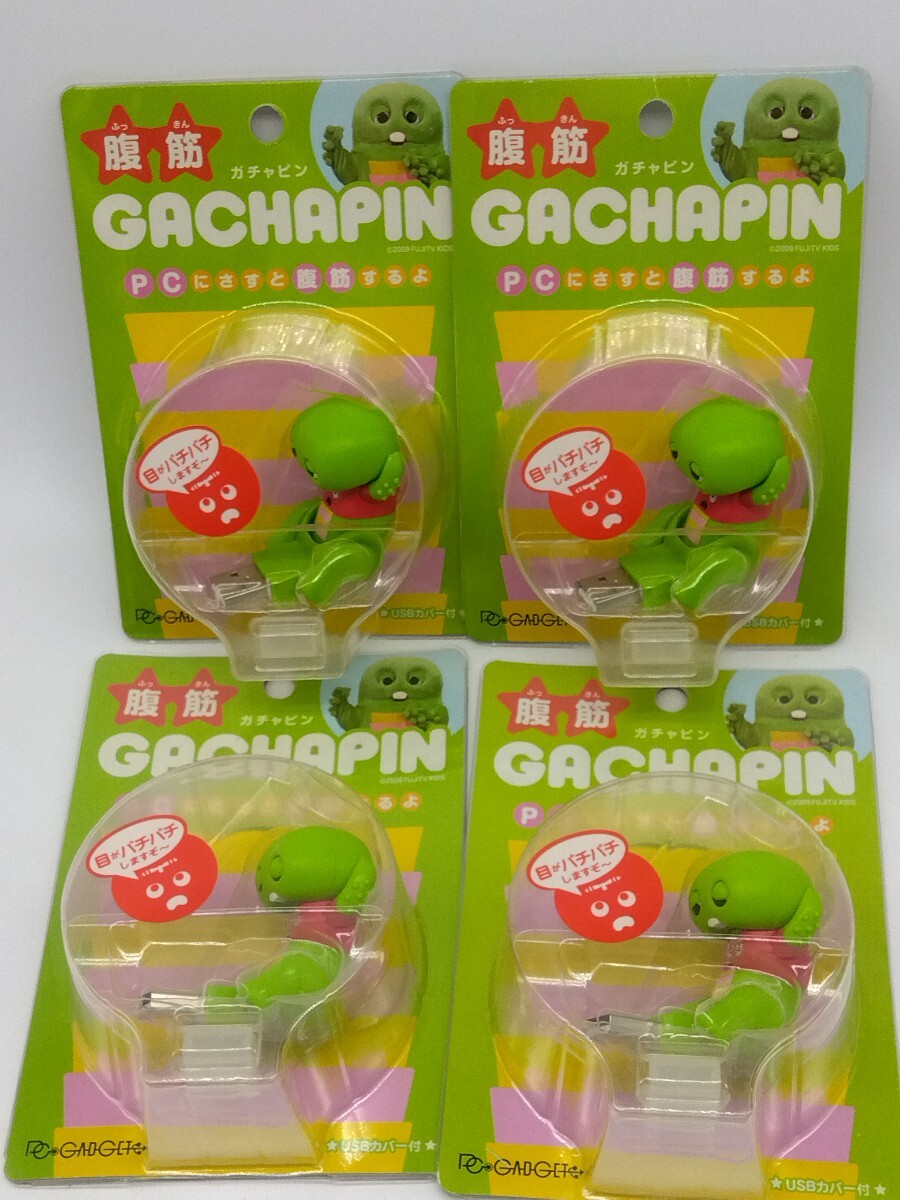 ふっ きん
腹筋
ガチャピン
GACHAPIN
©2009 FUJITV KIDS
PCにさすと腹筋するよ
目がパチパチ
しますぞ~
PC GADGET
★USBカバー付
ふっ きん
腹筋
ガチャピン
GACHAPIN
©2009 FUJITV KIDS
PCにさすと腹筋するよ
目がパチパチ
しますぞ~
PC GADGET
USBカバー付★
ふっ きん
腹筋
ガチャピン
GACHAPIN
©2009 FUJITV KIDS
るよ
目がパチパチ
しますぞ~
PC GADGET
★USBカバー付★
ふっ きん
腹筋
ガチャピン
GACHAPIN
©2009 FUJITV KIDS
P よ
目がパチパチ
しますぞ~
PC GADGET
★USBカバー付★